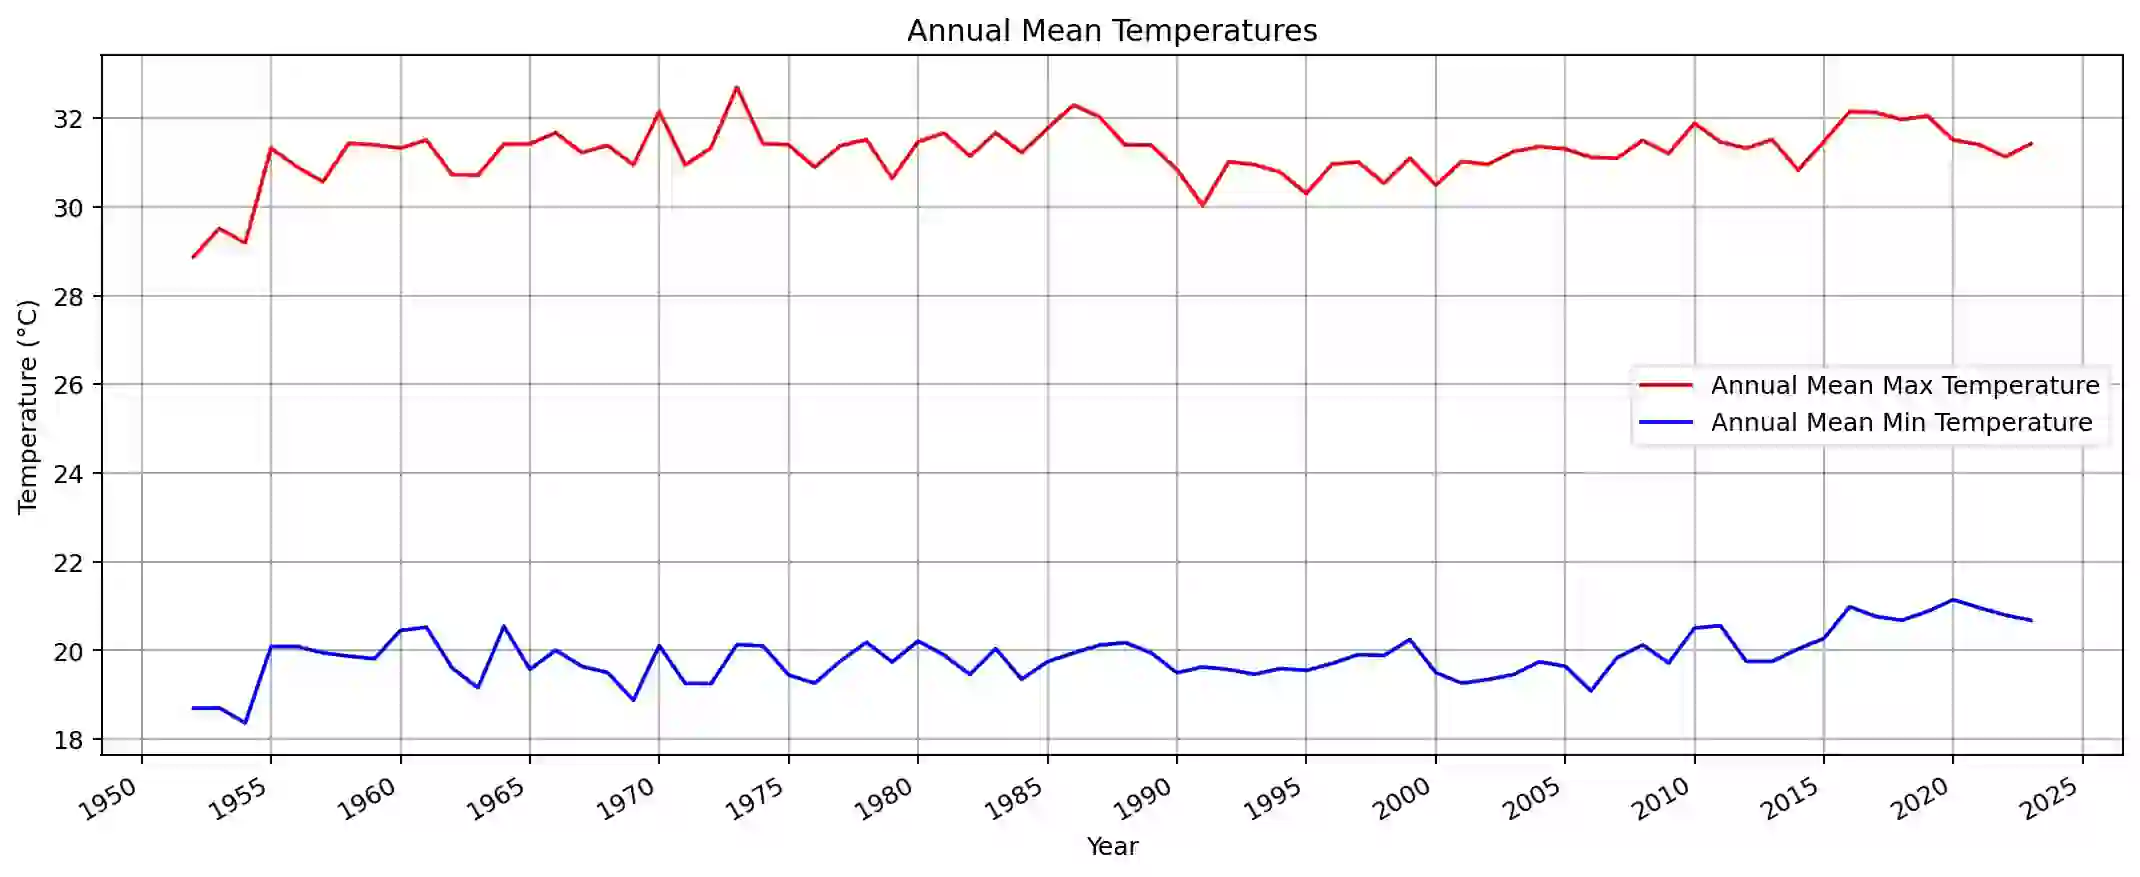 Annual Mean Temperatures
32
30
28
26
24
22
20
18
Temperature (°C)
Annual Mean Max Temperature
Annual Mean Min Temperature
1950 1955 1960 1965 1970 1975 1980 1985 1990 1995 2000 2005 2010 2015 2020 2025
Year